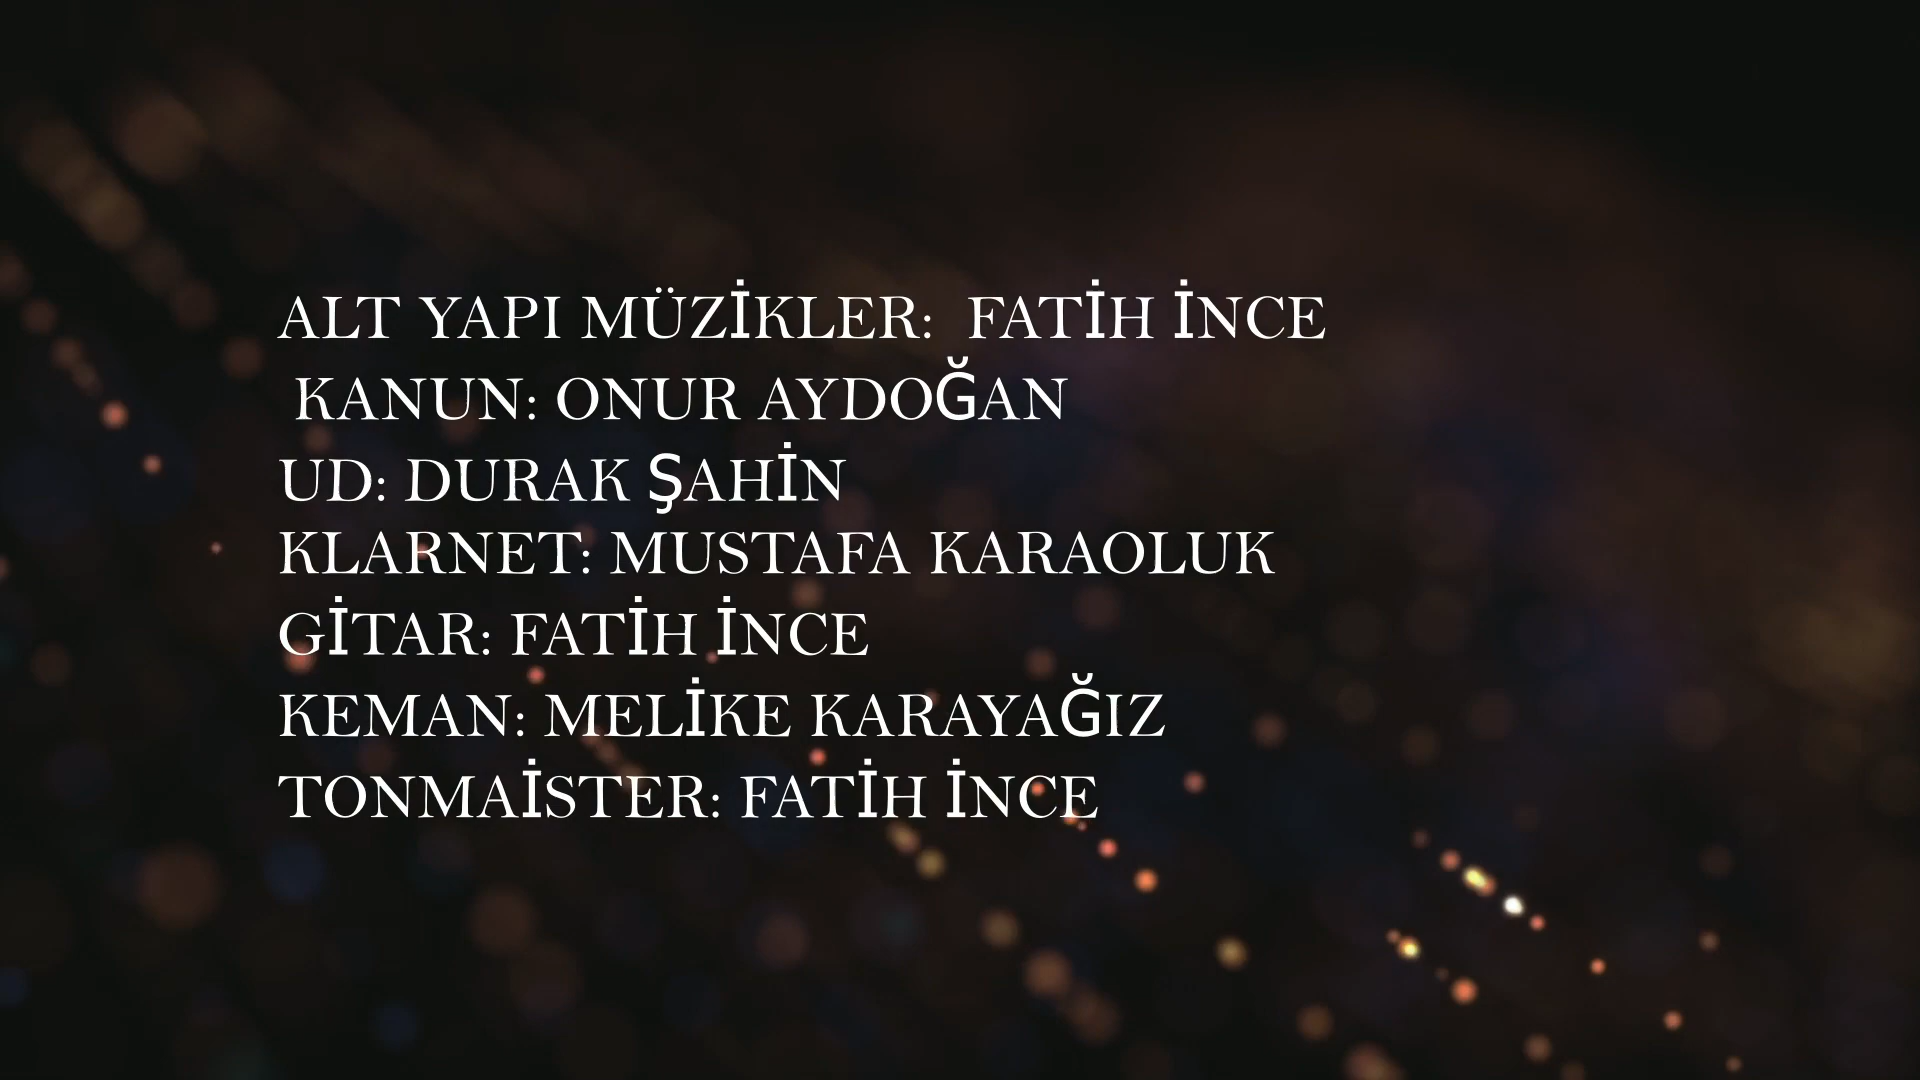 ALT YAPI MÜZİKLER: FATİH İNCE
KANUN: ONUR AYDOĞAN
UD: DURAK ŞAHİN
KLARNET: MUSTAFA KARAOLUK
GİTAR: FATİH İNCE
KEMAN: MELİKE KARAYAĞIZ
TONMAİSTER: FATİH İNCE